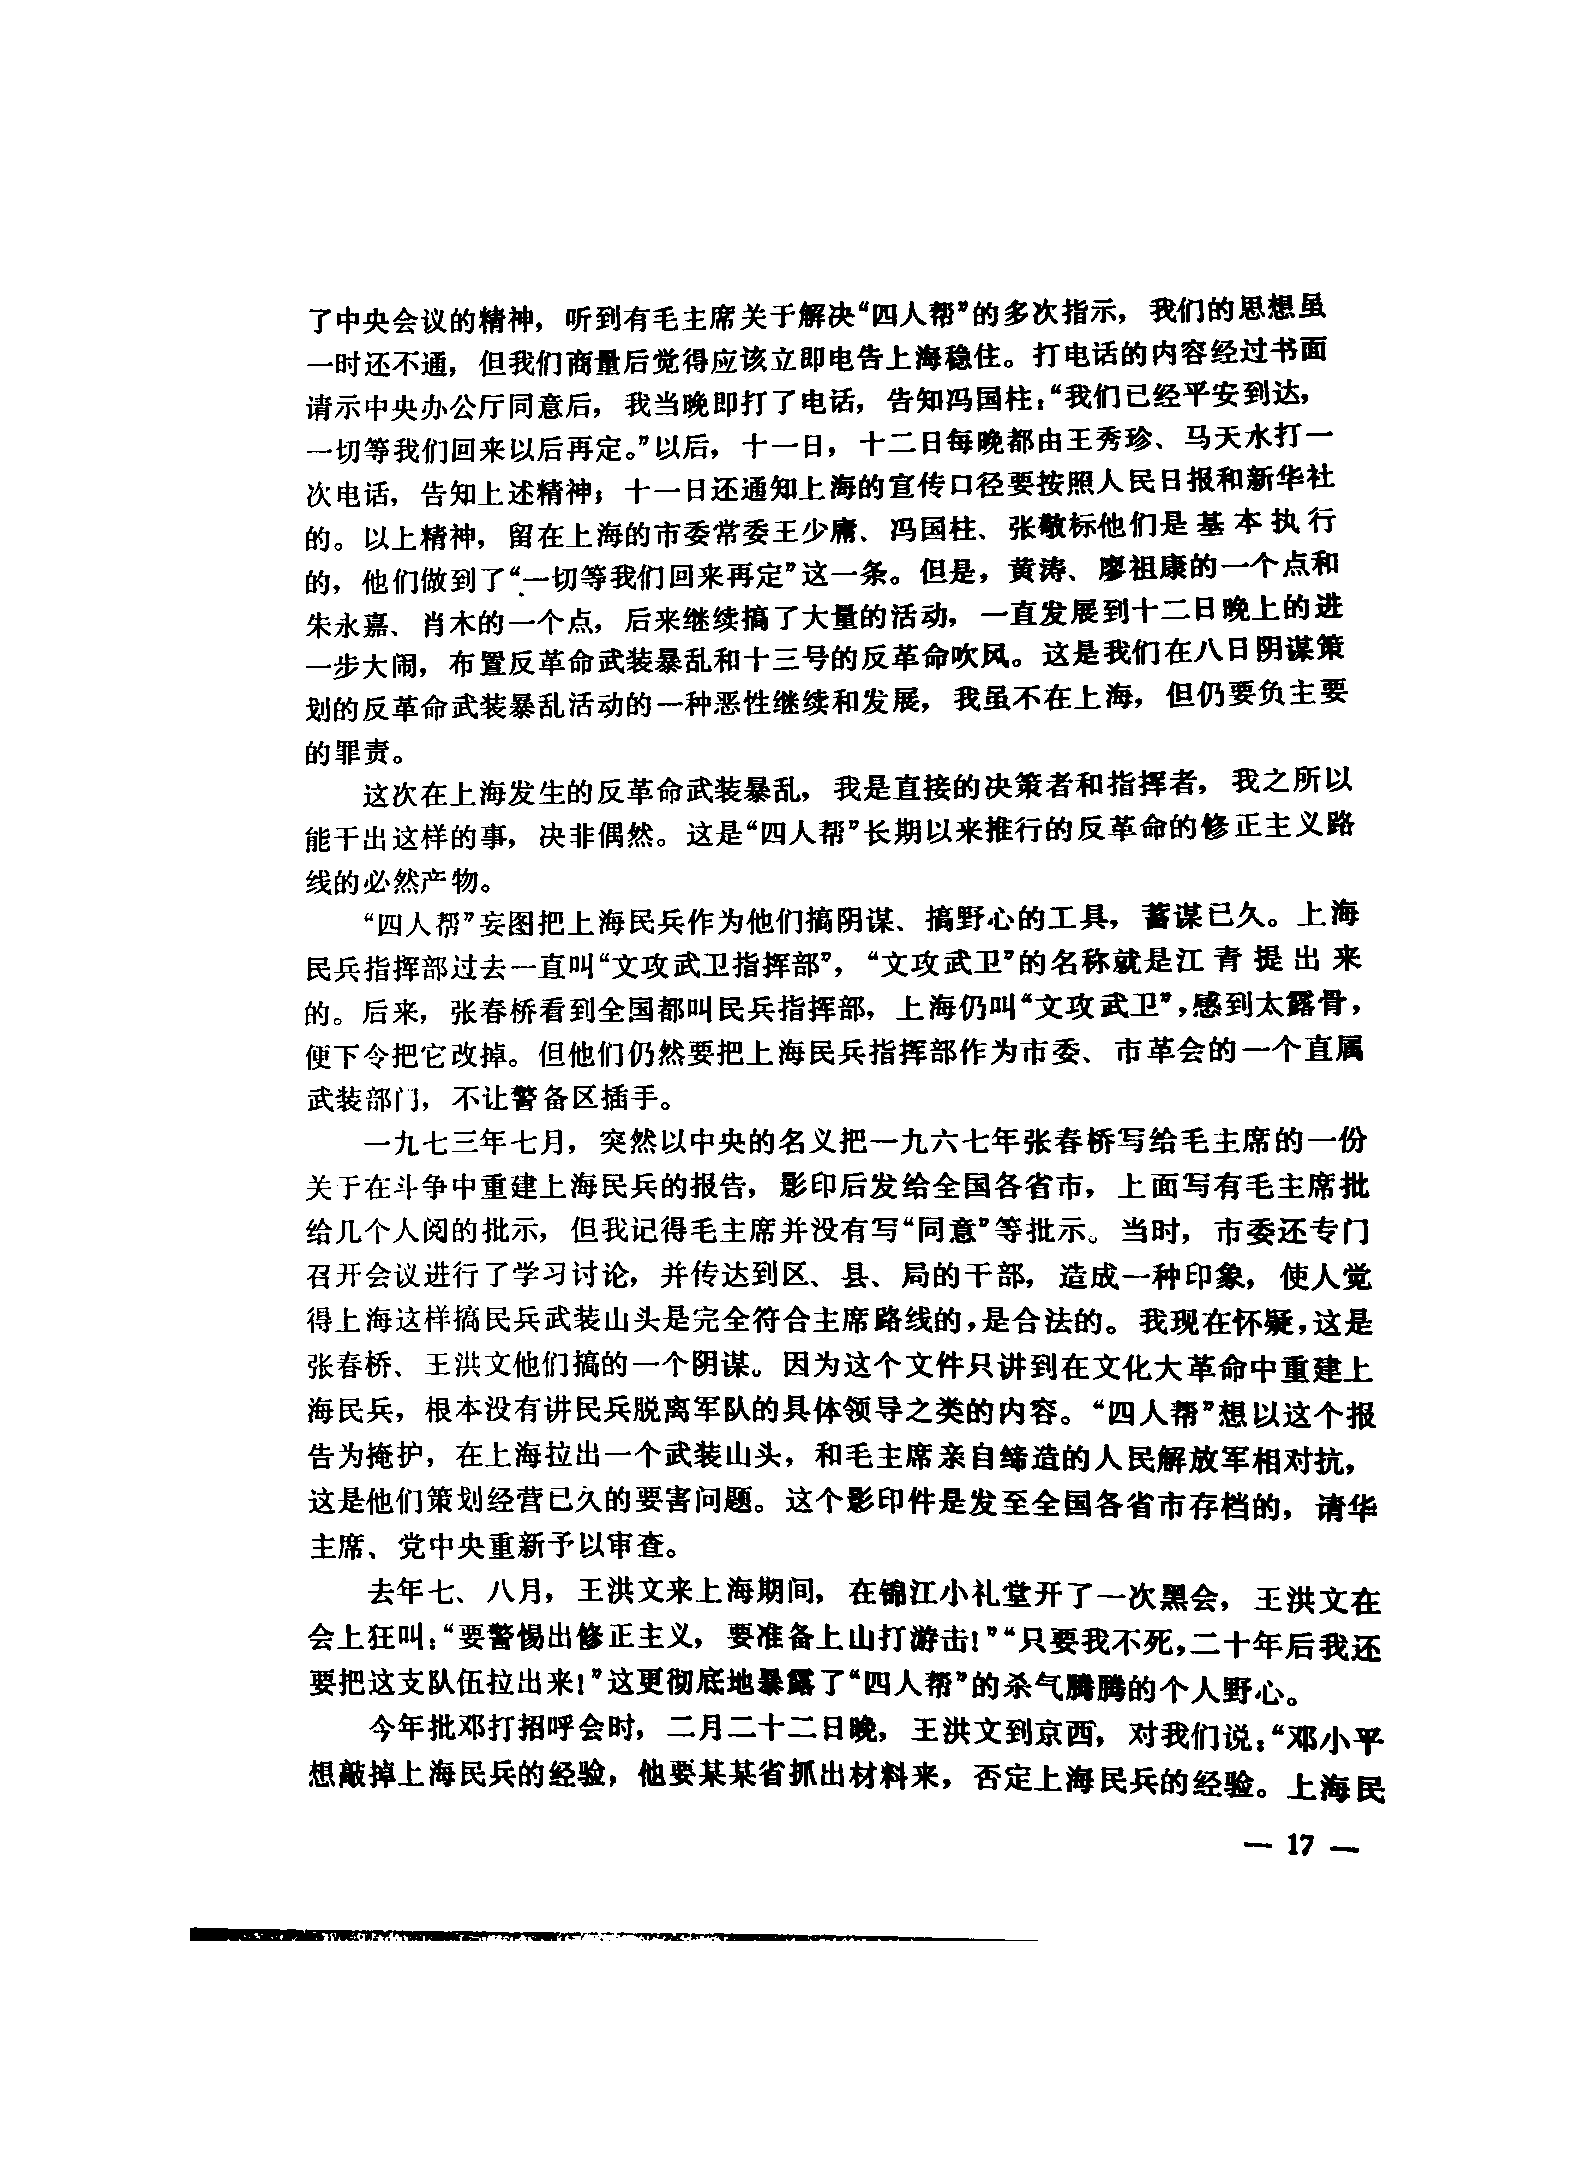 了中央会议的精神，听到有毛主席关于解决“四人帮”的多次指示，我们的思想虽
一时还不通，但我们商量后觉得应该立即电告上海稳住。打电话的内容经过书面
请示中央办公厅同意后，我当晚即打了电话，告知冯国柱：“我们已经平安到达，
一切等我们回来以后再定。”以后，十一日，十二日每晚都由王秀珍、马天水打一
次电话，告知上述精神；十一日还通知上海的宣传口径要按照人民日报和新华社
的。以上精神，留在上海的市委常委王少庸、冯国柱、张敬标他们是基本执行
的，他们做到了“一切等我们回来再定”这一条。但是，黄涛、廖祖康的一个点和
朱永嘉、肖木的一个点，后来继续搞了大量的活动，一直发展到十二日晚上的进
一步大闹，布置反革命武装暴乱和十三号的反革命吹风。这是我们在八日阴谋策
划的反革命武装暴乱活动的一种恶性继续和发展，我虽不在上海，但仍要负主要
的罪责。
这次在上海发生的反革命武装暴乱，我是直接的决策者和指挥者，我之所以
能干出这样的事，决非偶然。这是“四人帮”长期以来推行的反革命的修正主义路
线的必然产物。
“四人帮”妄图把上海民兵作为他们搞阴谋、搞野心的工具，蓄谋已久。上海
民兵指挥部过去一直叫“文攻武卫指挥部”，“文攻武卫”的名称就是江青提出来
的。后来，张春桥看到全国都叫民兵指挥部，上海仍叫“文攻武卫”，感到太露骨，
便下令把它改掉。但他们仍然要把上海民兵指挥部作为市委、市革会的一个直属
武装部门，不让警备区插手。
一九七三年七月，突然以中央的名义把一九六七年张春桥写给毛主席的一份
关于在斗争中重建上海民兵的报告，影印后发给全国各省市，上面写有毛主席批
给几个人阅的批示，但我记得毛主席并没有写“同意”等批示。当时，市委还专门
召开会议进行了学习讨论，并传达到区、县、局的干部，造成一种印象，使人觉
得上海这样搞民兵武装山头是完全符合主席路线的，是合法的。我现在怀疑，这是
张春桥、王洪文他们搞的一个阴谋。因为这个文件只讲到在文化大革命中重建上
海民兵，根本没有讲民兵脱离军队的具体领导之类的内容。“四人帮”想以这个报
告为掩护，在上海拉出一个武装山头，和毛主席亲自缔造的人民解放军相对抗，
这是他们策划经营已久的要害问题。这个影印件是发至全国各省市存档的，请华
主席、党中央重新予以审查。
去年七、八月，王洪文来上海期间，在锦江小礼堂开了一次黑会，王洪文在
会上狂叫：“要警惕出修正主义，要准备上山打游击！”“只要我不死，二十年后我还
要把这支队伍拉出来！”这更彻底地暴露了“四人帮”的杀气腾腾的个人野心。
今年批邓打招呼会时，二月二十二日晚，王洪文到京西，对我们说：“邓小平
想敲掉上海民兵的经验，他要某某省抓出材料来，否定上海民兵的经验。上海民
— 17 —